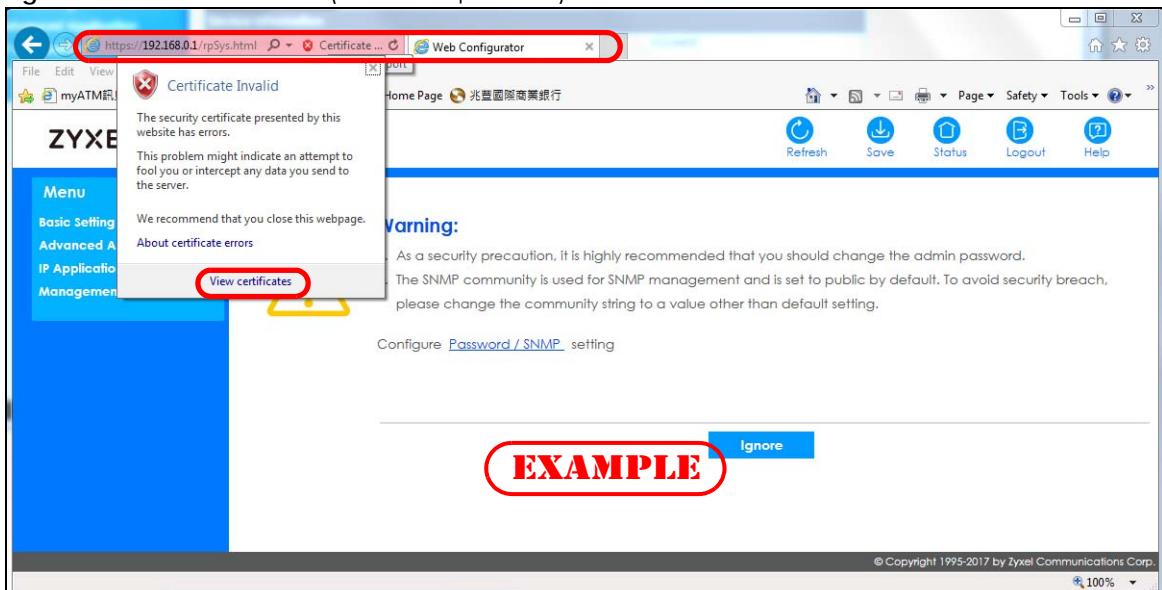 https://192.168.0.1/rpSys.html Certificate ... Web Configurator
File Edit View
myATM Home Page 兆豐國際商業銀行 Page Safety Tools
Certificate Invalid
The security certificate presented by this
website has errors.
This problem might indicate an attempt to
fool you or intercept any data you send to
the server.
We recommend that you close this webpage.
About certificate errors
View certificates
ZYXE
Refresh Save Status Logout Help
Menu
Basic Setting
Advanced A
IP Applicatio
Managemen
Warning:
As a security precaution, it is highly recommended that you should change the admin password.
The SNMP community is used for SNMP management and is set to public by default. To avoid security breach,
please change the community string to a value other than default setting.
Configure Password / SNMP setting
Ignore
EXAMPLE
© Copyright 1995-2017 by Zyxel Communications Corp.
100%